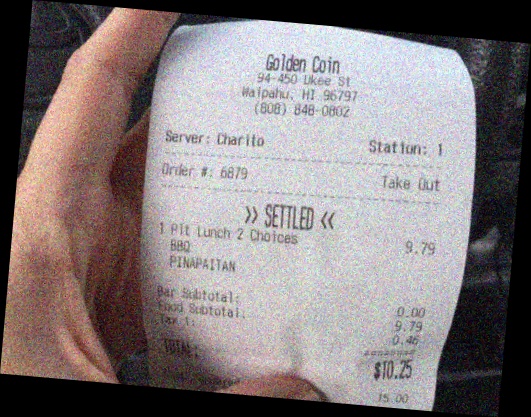 Golden Coin
94-450 Ukee St
Waipahu, HI 96797
(808) 848-0802
Server: Charito Station: 1
Order #: 6879 Take Out
>> SETTLED <<
1 Plt Lunch 2 Choices 9.79
BBQ
PINAPAITAN
Bar Subtotal: 0.00
Food Subtotal: 9.79
Tax 1: 0.46
=========
TOTAL: $10.25
15.00